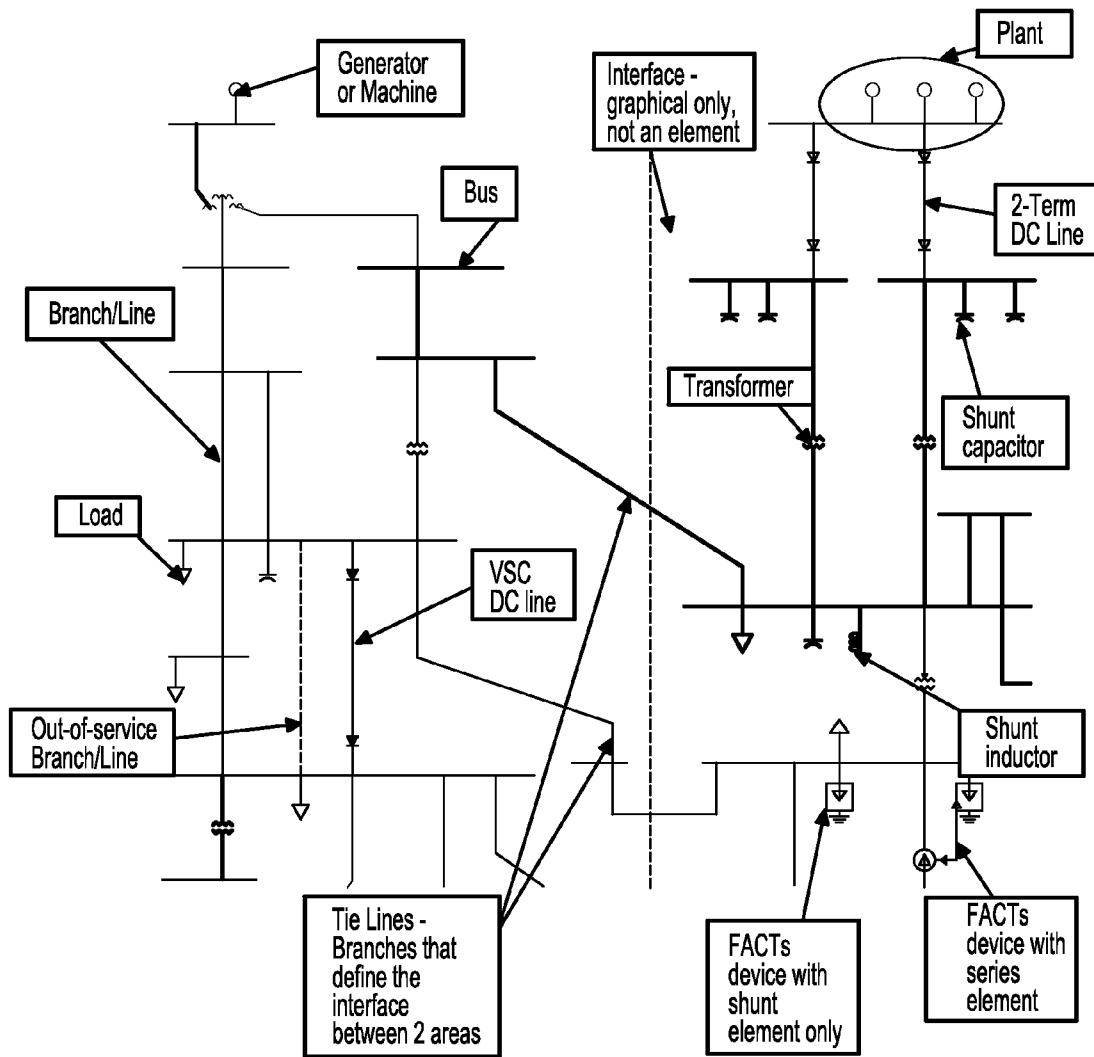 Plant
Generator
or Machine
Interface -
graphical only,
not an element
Bus
2-Term
DC Line
Branch/Line
Transformer
Shunt
capacitor
Load
VSC
DC line
Out-of-service
Branch/Line
Shunt
inductor
Tie Lines -
Branches that
define the
interface
between 2 areas
FACTs
device with
shunt
element only
FACTs
device with
series
element